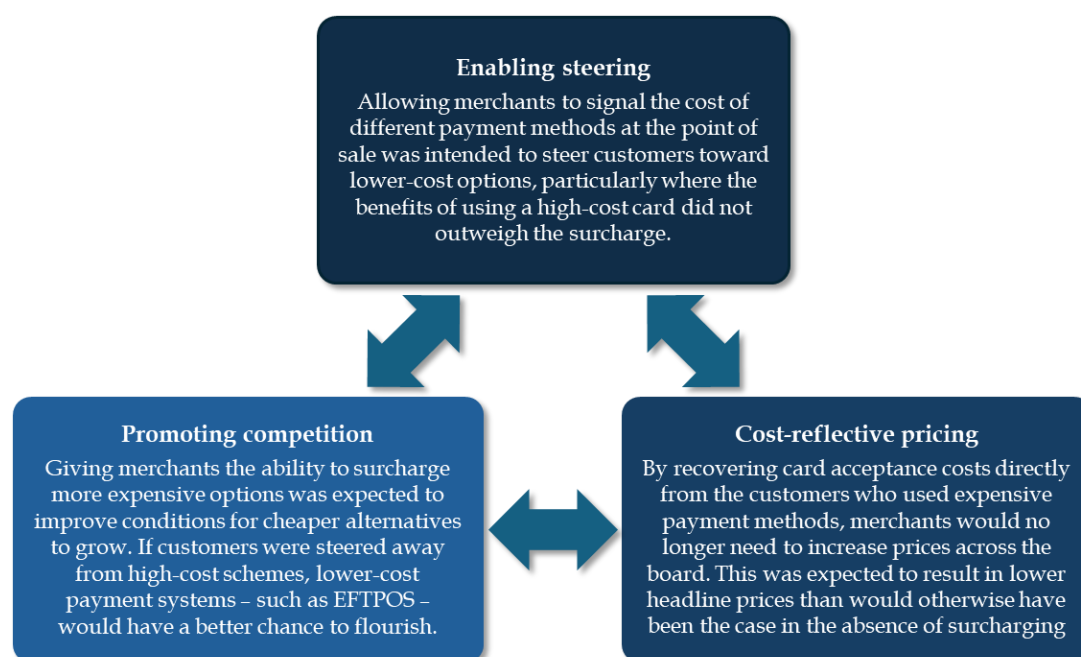 Enabling steering
Allowing merchants to signal the cost of
different payment methods at the point of
sale was intended to steer customers toward
lower-cost options, particularly where the
benefits of using a high-cost card did not
outweigh the surcharge.
Promoting competition
Giving merchants the ability to surcharge
more expensive options was expected to
improve conditions for cheaper alternatives
to grow. If customers were steered away
from high-cost schemes, lower-cost
payment systems – such as EFTPOS –
would have a better chance to flourish.
Cost-reflective pricing
By recovering card acceptance costs directly
from the customers who used expensive
payment methods, merchants would no
longer need to increase prices across the
board. This was expected to result in lower
headline prices than would otherwise have
been the case in the absence of surcharging